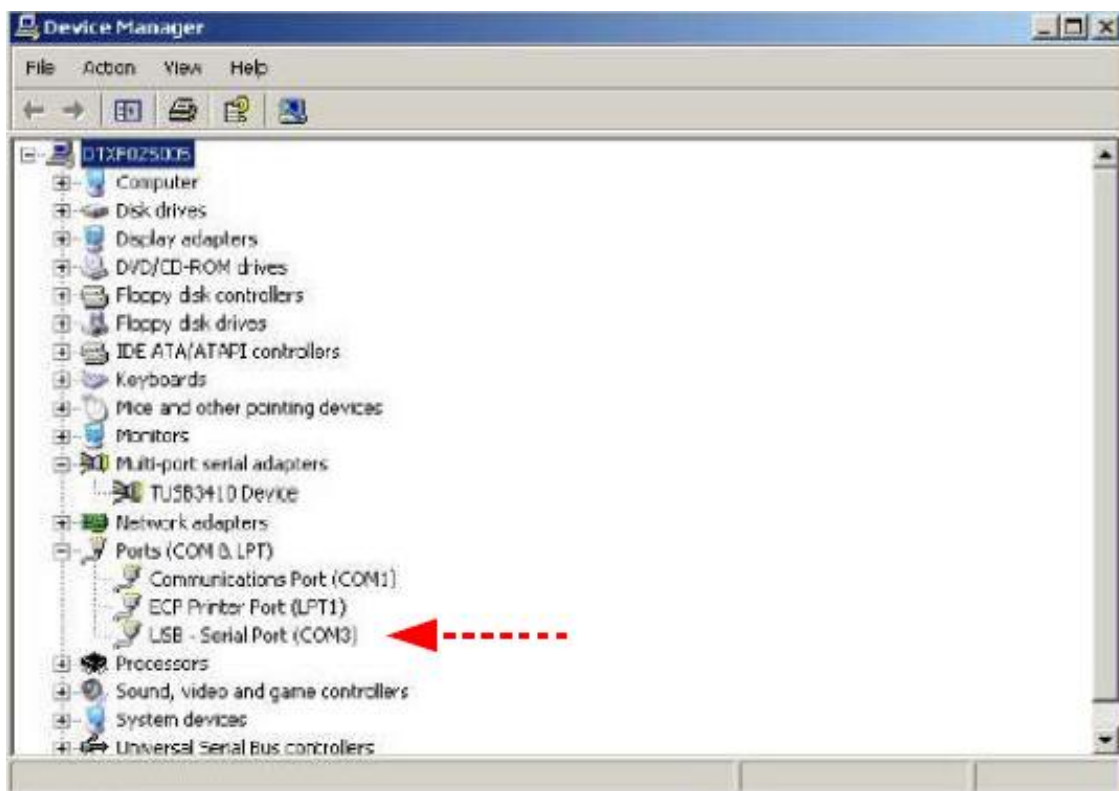 Device Manager
File Action View Help
DTXP025005
Computer
Disk drives
Display adapters
DVD/CD-ROM drives
Floppy disk controllers
Floppy disk drives
IDE ATA/ATAPI controllers
Keyboards
Mice and other pointing devices
Monitors
Multi-port serial adapters
TUSB3410 Device
Network adapters
Ports (COM & LPT)
Communications Port (COM1)
ECP Printer Port (LPT1)
USB - Serial Port (COM3)
Processors
Sound, video and game controllers
System devices
Universal Serial Bus controllers